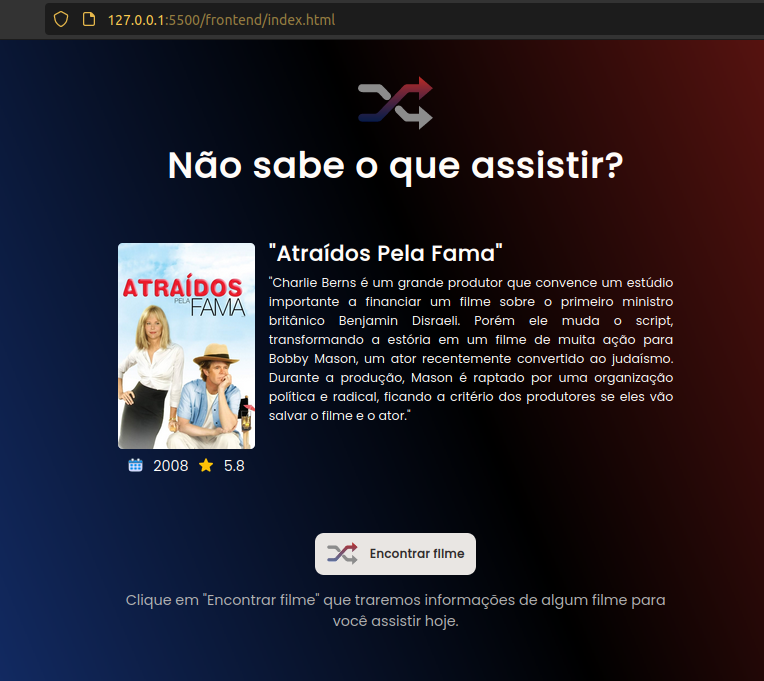 127.0.0.1:5500/frontend/index.html
Não sabe o que assistir?
ATRAÍDOS
PELA
FAMA
"Atraídos Pela Fama"
"Charlie Berns é um grande produtor que convence um estúdio
importante a financiar um filme sobre o primeiro ministro
britânico Benjamin Disraeli. Porém ele muda o script,
transformando a estória em um filme de muita ação para
Bobby Mason, um ator recentemente convertido ao judaísmo.
Durante a produção, Mason é raptado por uma organização
política e radical, ficando a critério dos produtores se eles vão
salvar o filme e o ator."
2008 5.8
Encontrar filme
Clique em "Encontrar filme" que traremos informações de algum filme para
você assistir hoje.